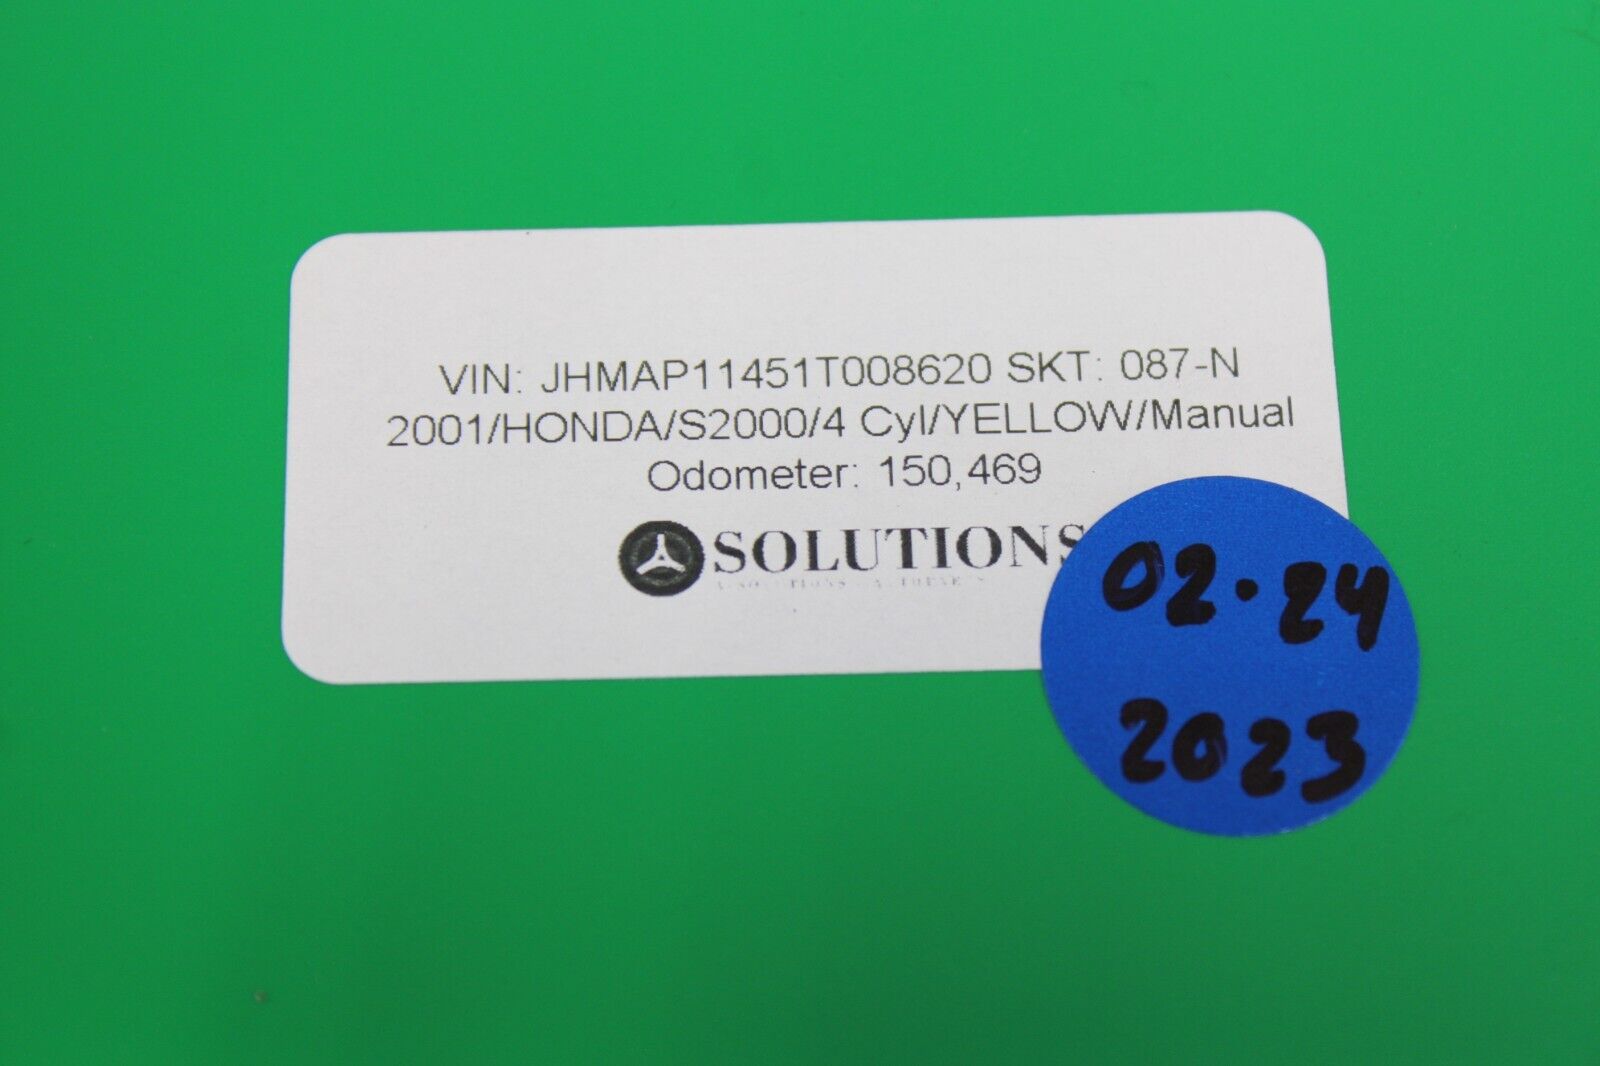 VIN: JHMAP11451T008620 SKT: 087-N
2001/HONDA/S2000/4 Cyl/YELLOW/Manual
Odometer: 150,469
SOLUTIONS
02.24
2023